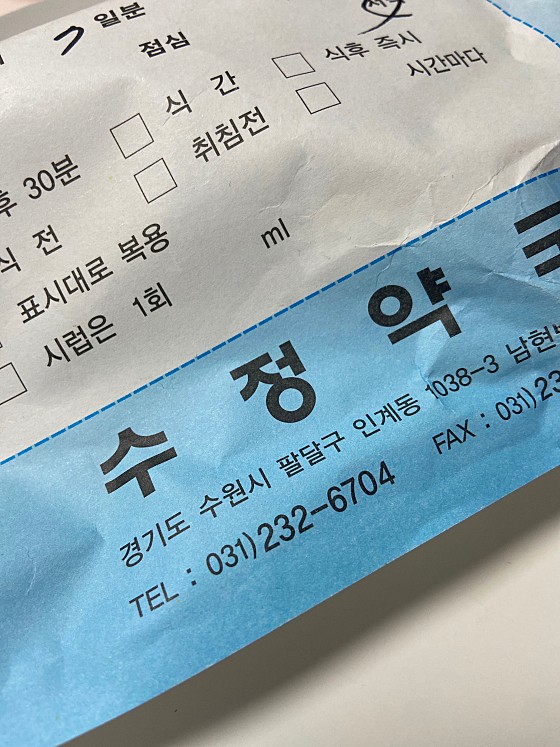 7 일분
점심
식 간
식후 즉시
취침전
시간마다
30분
식 전
표시대로 복용
ml
시럽은 1회
수 정 약
경기도 수원시 팔달구 인계동 1038-3
TEL : 031)232-6704
FAX : 031)